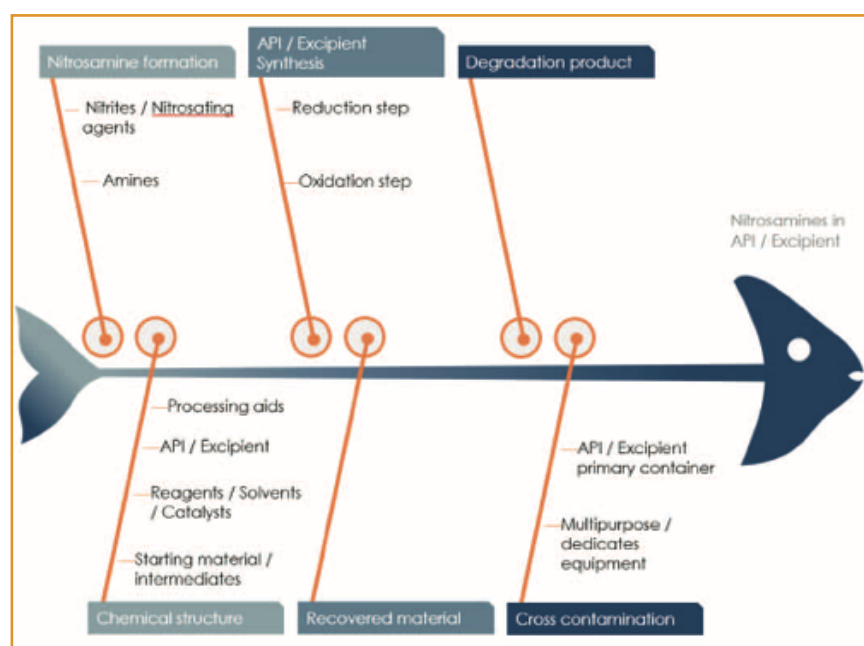 Nitrosamine formation
API / Excipient
Synthesis
Degradation product
Nitrites / Nitrosating
agents
Amines
Reduction step
Oxidation step
Nitrosamines in
API / Excipient
Processing aids
API / Excipient
Reagents / Solvents
/ Catalysts
Starting material /
intermediates
API / Excipient
primary container
Multipurpose /
dedicates
equipment
Chemical structure
Recovered material
Cross contamination